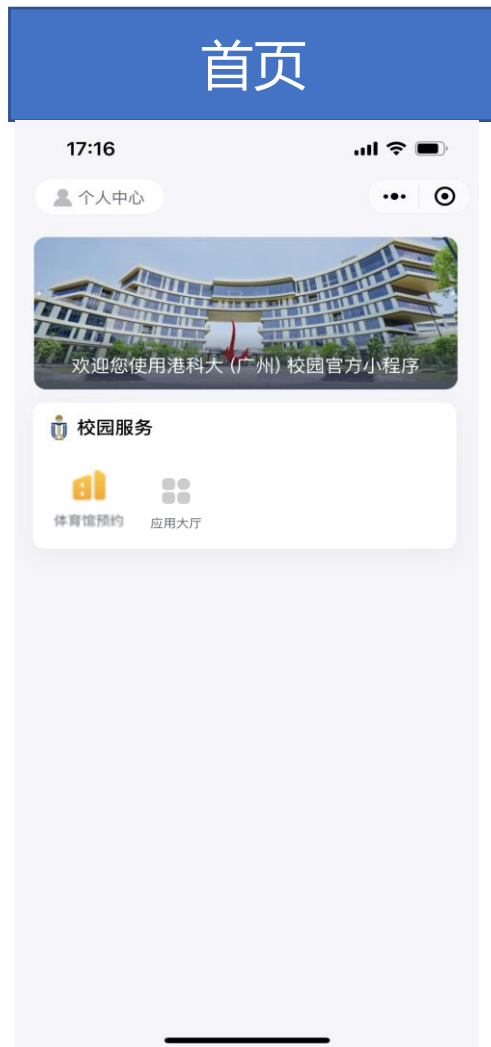 首页
17:16
个人中心
欢迎您使用港科大(广州)校园官方小程序
校园服务
体育馆预约
应用大厅